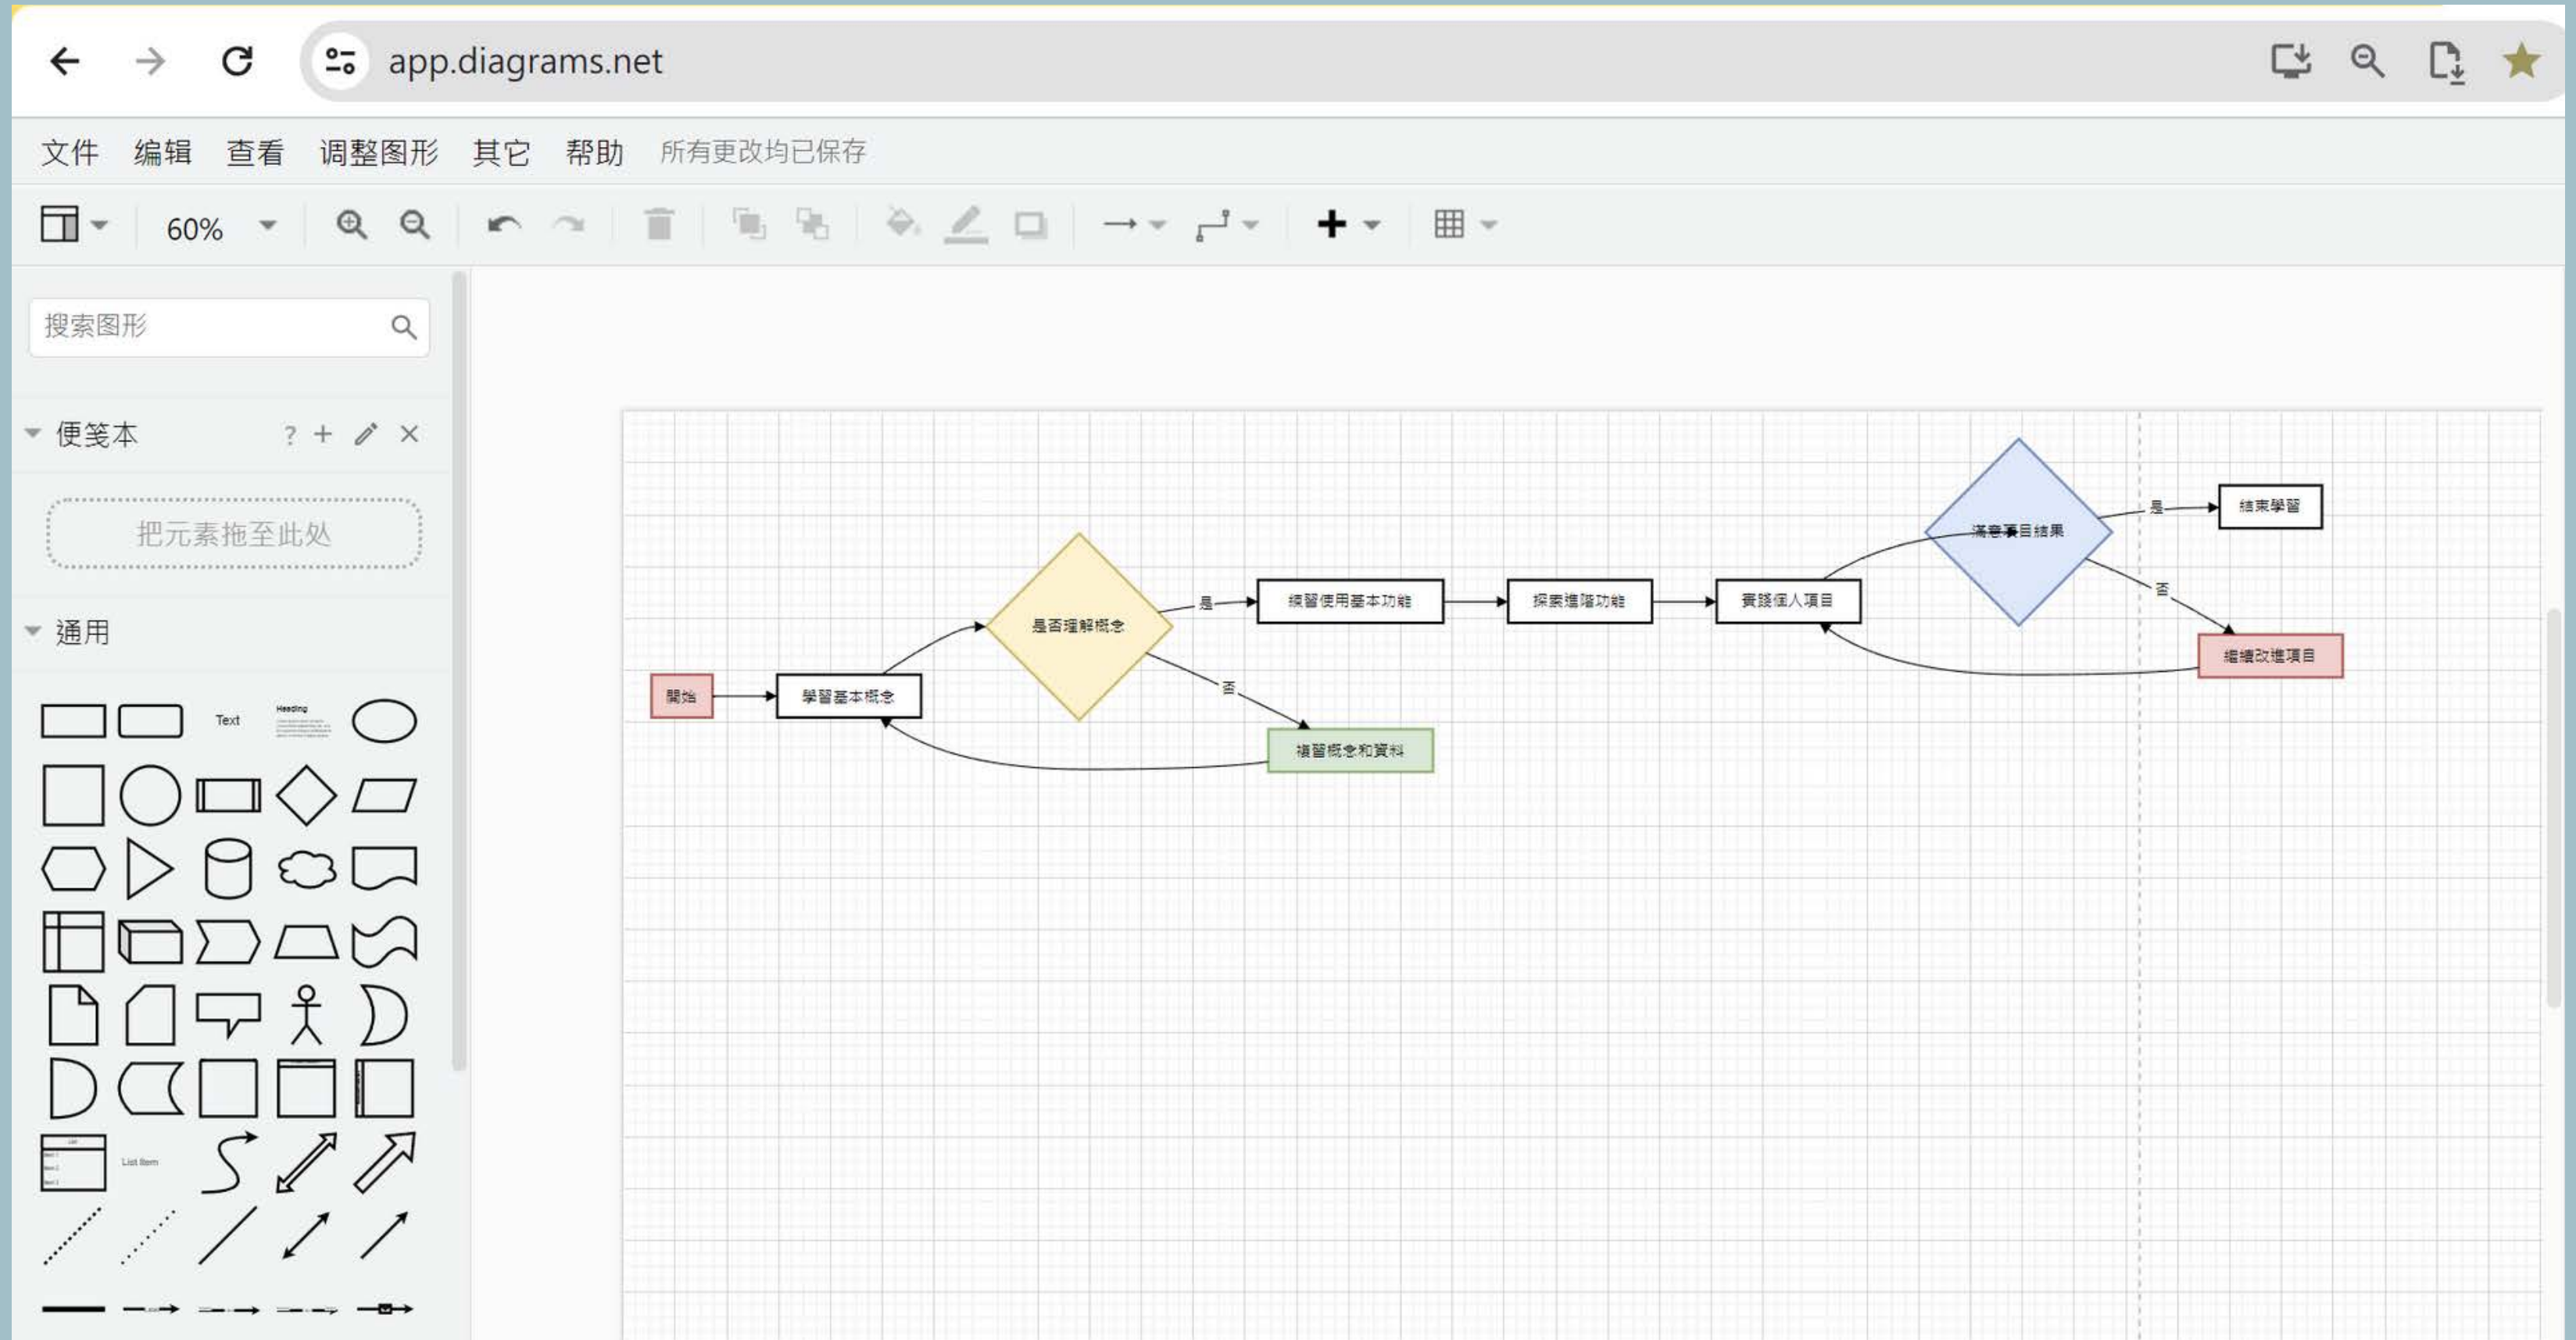 app.diagrams.net
文件 编辑 查看 调整图形 其它 帮助 所有更改均已保存
60%
搜索图形
便笺本 ? +
把元素拖至此处
通用
Text
Heading
List Item
滿意項目結果
是
結束學習
否
繼續改進項目
是否理解概念
是
練習使用基本功能
探索進階功能
實踐個人項目
開始
學習基本概念
否
複習概念和資料